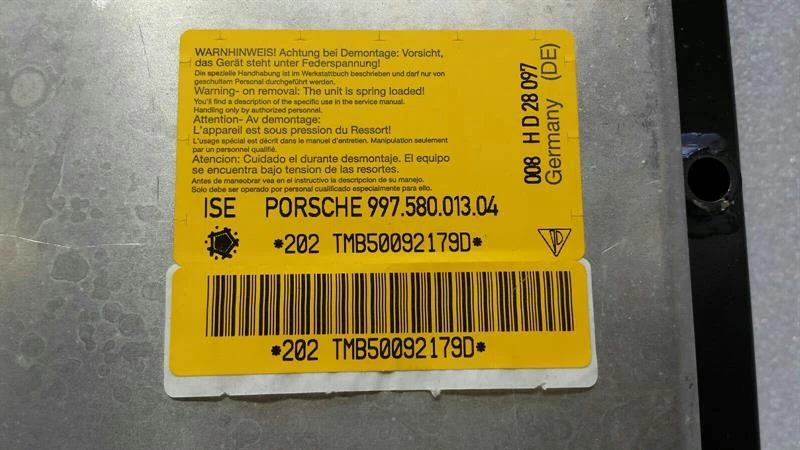 WARNHINWEIS! Achtung bei Demontage: Vorsicht,
das Gerät steht unter Federspannung!
Die spezielle Handhabung ist im Werkstattbuch beschrieben und darf nur von
geschultem Personal durchgeführt werden.
Warning- on removal: The unit is spring loaded!
You'll find a description of the specific use in the service manual.
Handling only by authorized personnel.
Attention- Av demontage:
L'appareil est sous pression du Ressort!
L'usage spécial est décrit dans le manuel d'entretien. Manipulation seulement
par un personnel qualifié.
Atencion: Cuidado el durante desmontaje. El equipo
se encuentra bajo tension de las resortes.
Antes de maneobrar vea en el instructivo la descripcion de su manejo.
Solo debe ser operado por personal cualificado especialmente para ello.
ISE PORSCHE 997.580.013.04
*202 TMB50092179D*
008 H D 28 097
Germany (DE)
*202 TMB50092179D*